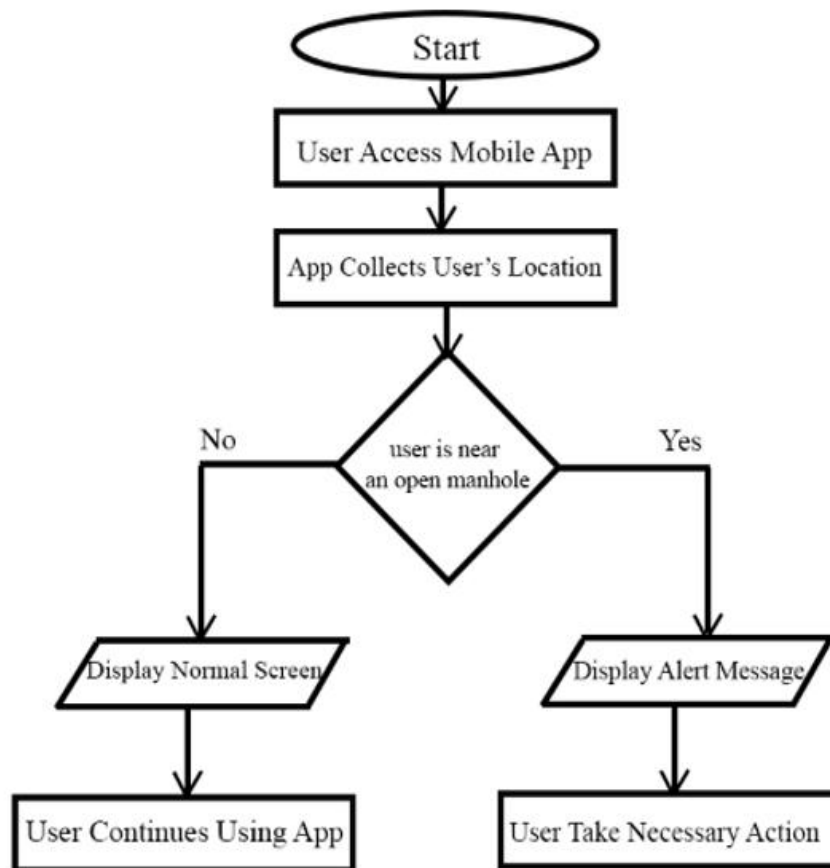 Start
User Access Mobile App
App Collects User's Location
No
Yes
user is near
an open manhole
Display Normal Screen
Display Alert Message
User Continues Using App
User Take Necessary Action